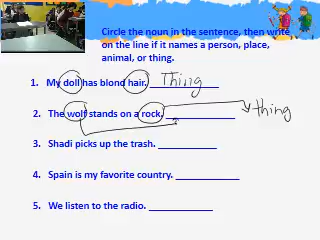 Circle the noun in the sentence, then write
on the line if it names a person, place,
animal, or thing.
1. My doll has blond hair. Thing
2. The wolf stands on a rock. thing
3. Shadi picks up the trash.
4. Spain is my favorite country.
5. We listen to the radio.